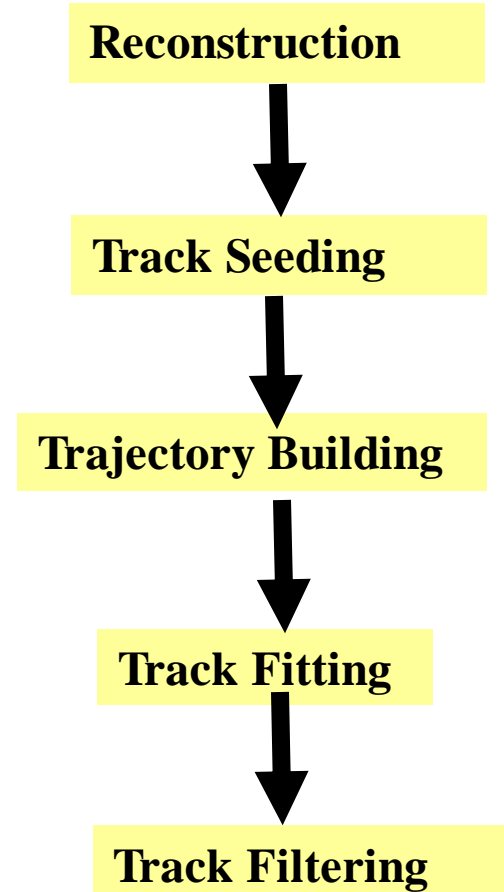 Reconstruction
Track Seeding
Trajectory Building
Track Fitting
Track Filtering